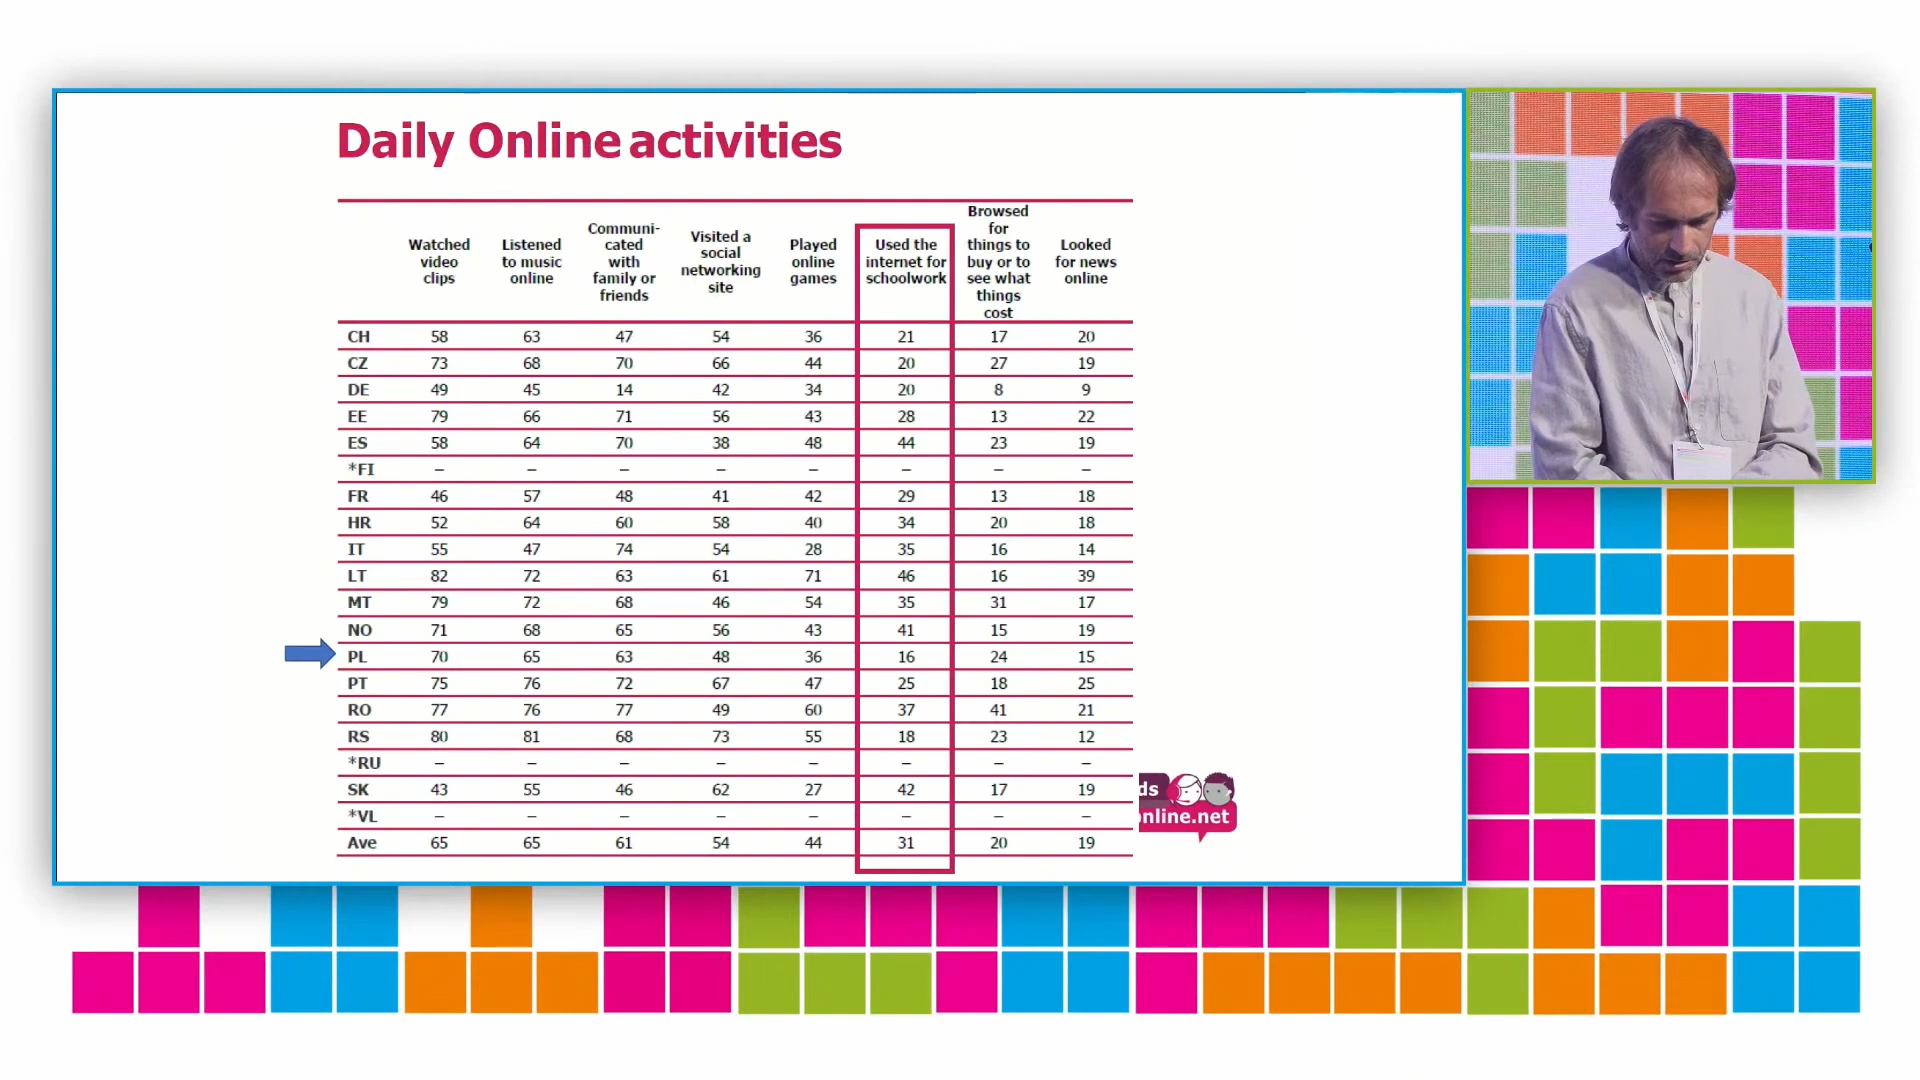 Daily Online activities
Watched video clips
Listened to music online
Communi-cated with family or friends
Visited a social networking site
Played online games
Used the internet for schoolwork
Browsed for things to buy or to see what things cost
Looked for news online
CH 58 63 47 54 36 21 17 20
CZ 73 68 70 66 44 20 27 19
DE 49 45 14 42 34 20 8 9
EE 79 66 71 56 43 28 13 22
ES 58 64 70 38 48 44 23 19
*FI – – – – – – – –
FR 46 57 48 41 42 29 13 18
HR 52 64 60 58 40 34 20 18
IT 55 47 74 54 28 35 16 14
LT 82 72 63 61 71 46 16 39
MT 79 72 68 46 54 35 31 17
NO 71 68 65 56 43 41 15 19
PL 70 65 63 48 36 16 24 15
PT 75 76 72 67 47 25 18 25
RO 77 76 77 49 60 37 41 21
RS 80 81 68 73 55 18 23 12
*RU – – – – – – – –
SK 43 55 46 62 27 42 17 19
*VL – – – – – – – –
Ave 65 65 61 54 44 31 20 19
ds
online.net